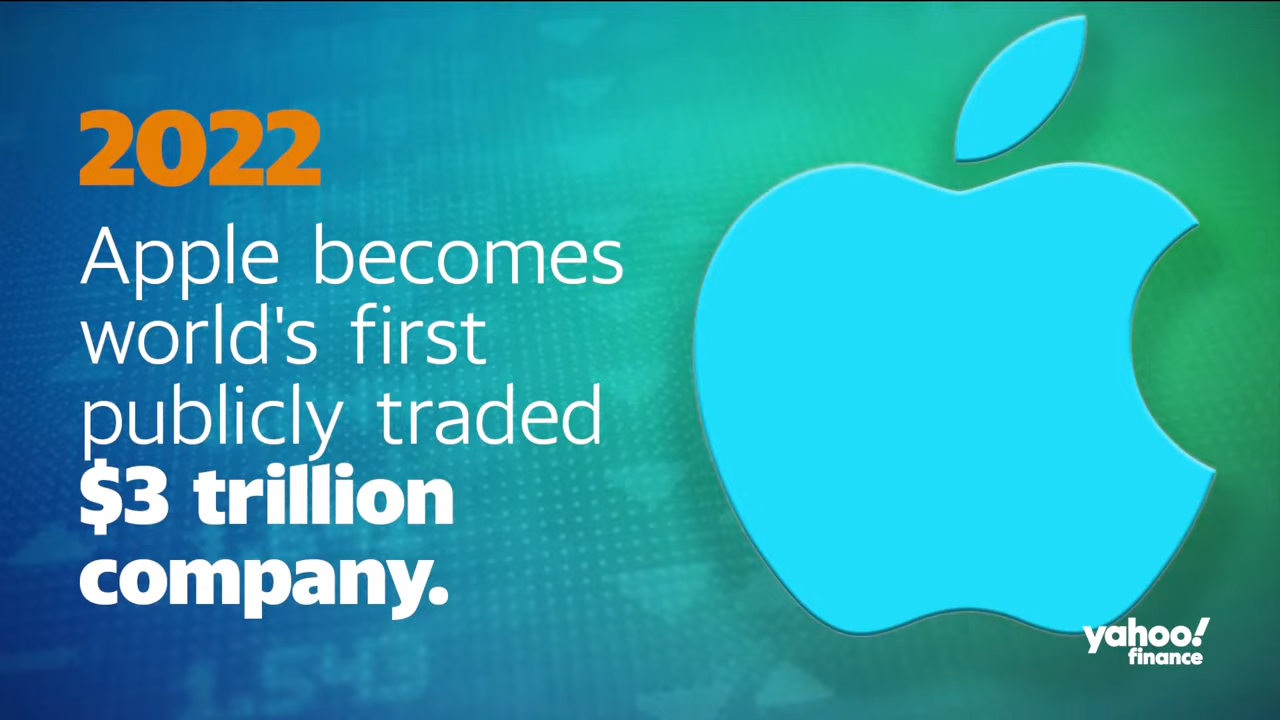 2022
Apple becomes
world's first
publicly traded
$3 trillion
company.
yahoo!
finance